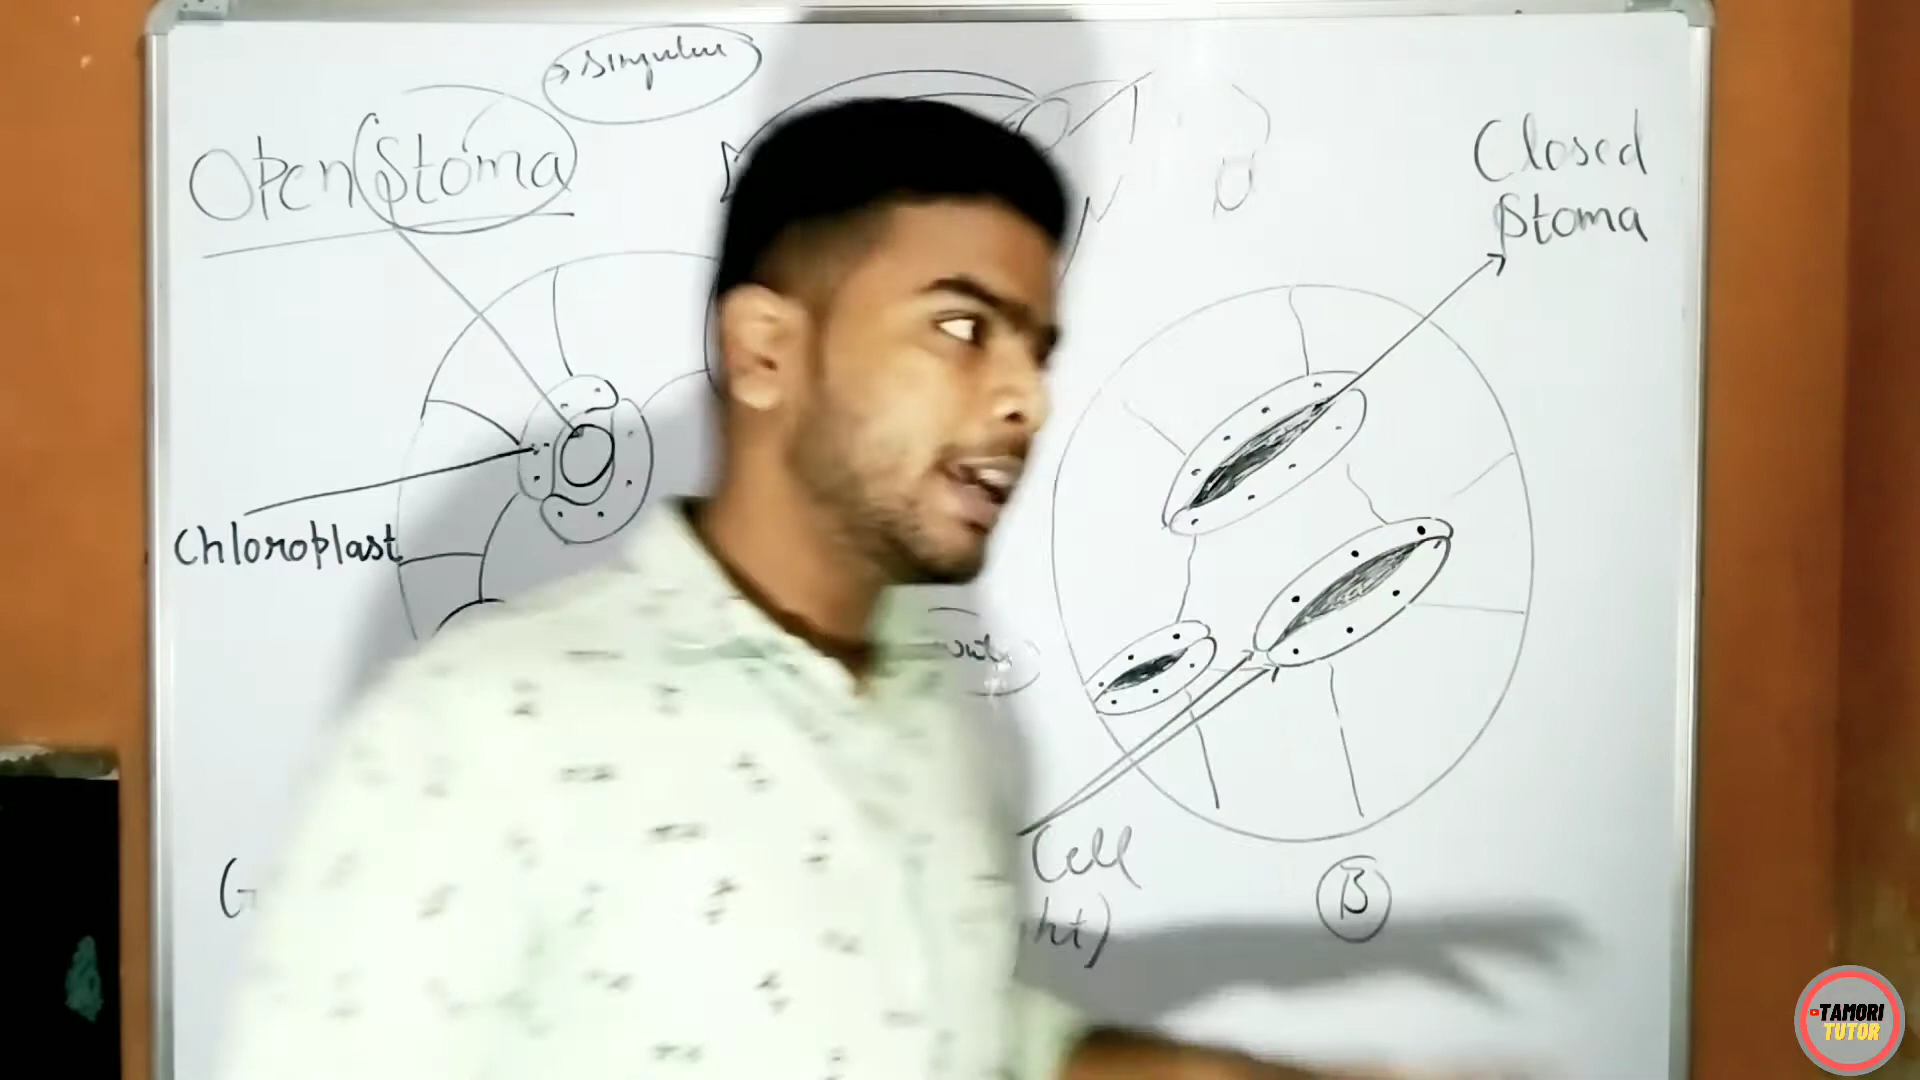 singular
Open Stoma
Closed
Stoma
Chloroplast
Cell
B
TAMORI
TUTOR